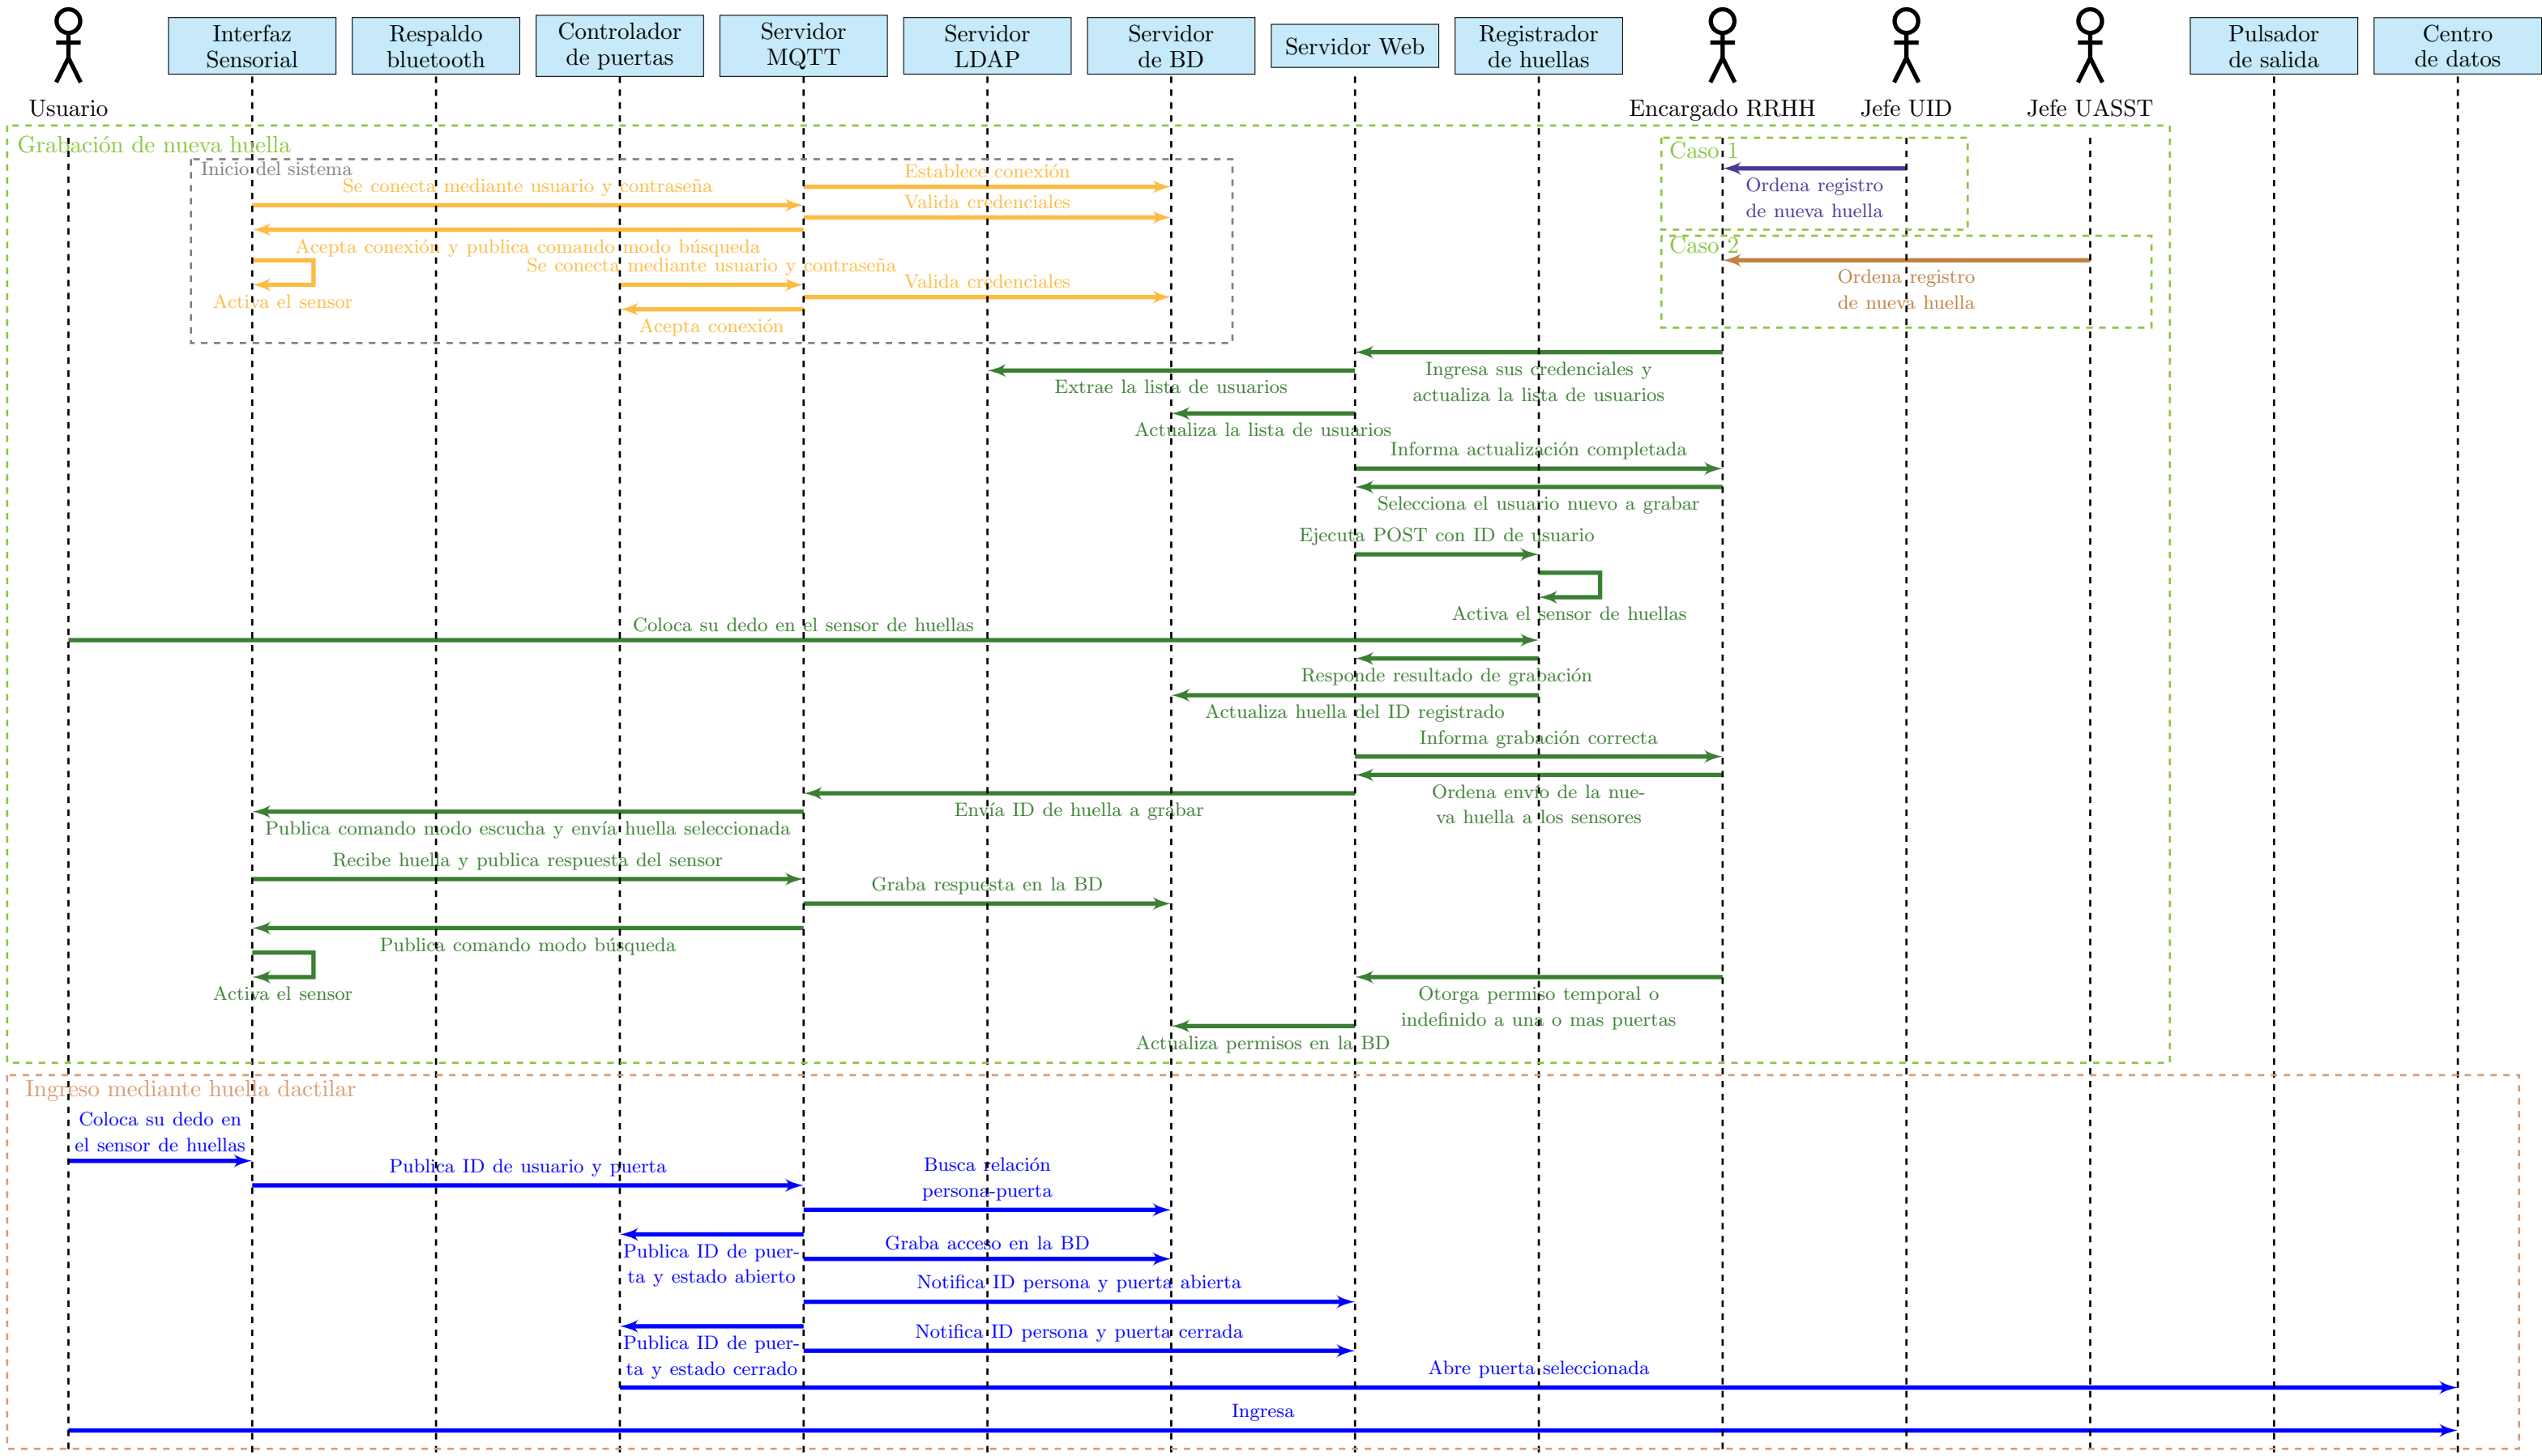 Interfaz
Sensorial
Respaldo
bluetooth
Controlador
de puertas
Servidor
MQTT
Servidor
LDAP
Servidor
de BD
Servidor Web
Registrador
de huellas
Pulsador
de salida
Centro
de datos
Usuario
Encargado RRHH
Jefe UID
Jefe UASST
Grabación de nueva huella
Inicio del sistema
Se conecta mediante usuario y contraseña
Establece conexión
Valida credenciales
Acepta conexión y publica comando modo búsqueda
Se conecta mediante usuario y contraseña
Valida credenciales
Activa el sensor
Acepta conexión
Caso 1
Ordena registro
de nueva huella
Caso 2
Ordena registro
de nueva huella
Ingresa sus credenciales y
actualiza la lista de usuarios
Extrae la lista de usuarios
Actualiza la lista de usuarios
Informa actualización completada
Selecciona el usuario nuevo a grabar
Ejecuta POST con ID de usuario
Activa el sensor de huellas
Coloca su dedo en el sensor de huellas
Responde resultado de grabación
Actualiza huella del ID registrado
Informa grabación correcta
Ordena envío de la nue-
va huella a los sensores
Envía ID de huella a grabar
Publica comando modo escucha y envía huella seleccionada
Recibe huella y publica respuesta del sensor
Graba respuesta en la BD
Publica comando modo búsqueda
Activa el sensor
Otorga permiso temporal o
indefinido a una o mas puertas
Actualiza permisos en la BD
Ingreso mediante huella dactilar
Coloca su dedo en
el sensor de huellas
Publica ID de usuario y puerta
Busca relación
persona-puerta
Publica ID de puer-
ta y estado abierto
Graba acceso en la BD
Notifica ID persona y puerta abierta
Publica ID de puer-
ta y estado cerrado
Notifica ID persona y puerta cerrada
Abre puerta seleccionada
Ingresa